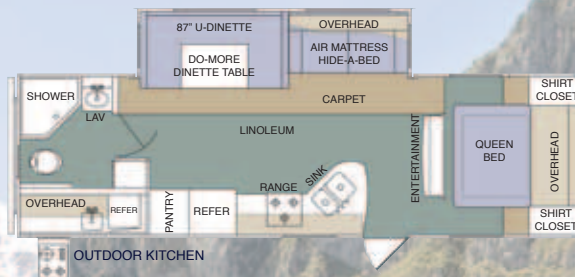 87" U-DINETTE
OVERHEAD
DO-MORE
DINETTE TABLE
AIR MATTRESS
HIDE-A-BED
SHOWER
LAV
CARPET
LINOLEUM
ENTERTAINMENT
SHIRT
CLOSET
QUEEN
BED
OVERHEAD
SHIRT
CLOSET
OVERHEAD
REFER
PANTRY
REFER
RANGE
SINK
OUTDOOR KITCHEN